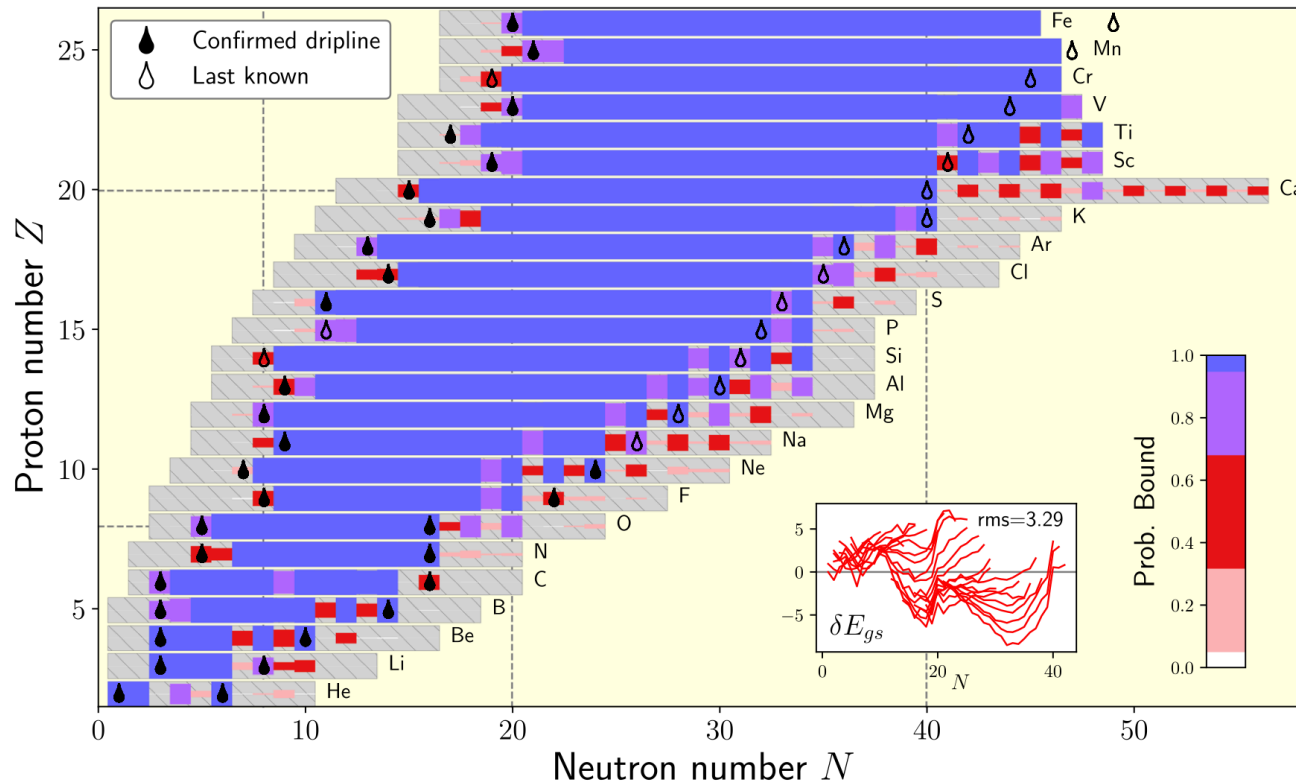 Confirmed dripline
Last known
Fe
Mn
Cr
V
Ti
Sc
Ca
K
Ar
Cl
S
P
Si
Al
Mg
Na
Ne
F
O
N
C
B
Be
Li
He
Proton number Z
25
20
15
10
5
0
10
20
30
40
50
Neutron number N
rms=3.29
5
0
−5
δE_gs
0
20
40
N
Prob. Bound
1.0
0.8
0.6
0.4
0.2
0.0